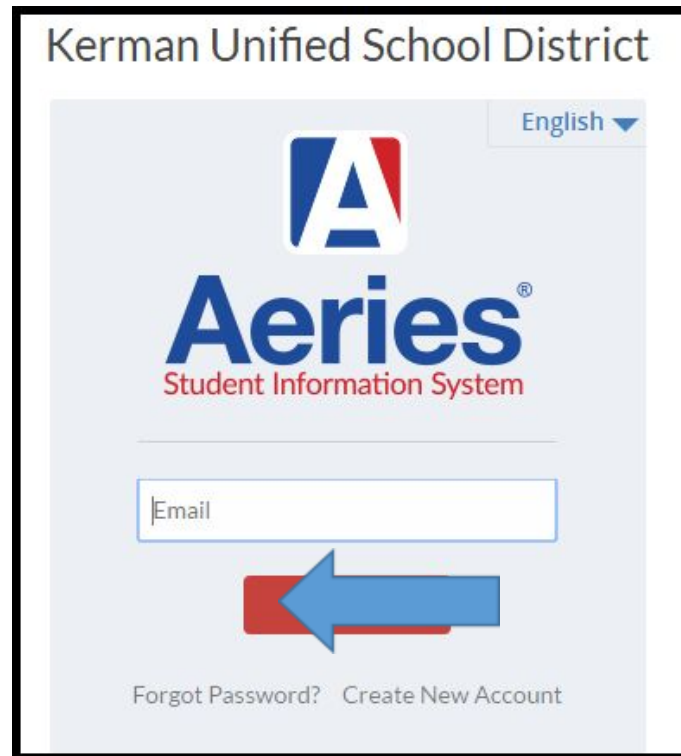 Kerman Unified School District
English
A
Aeries®
Student Information System
Email
Forgot Password? Create New Account